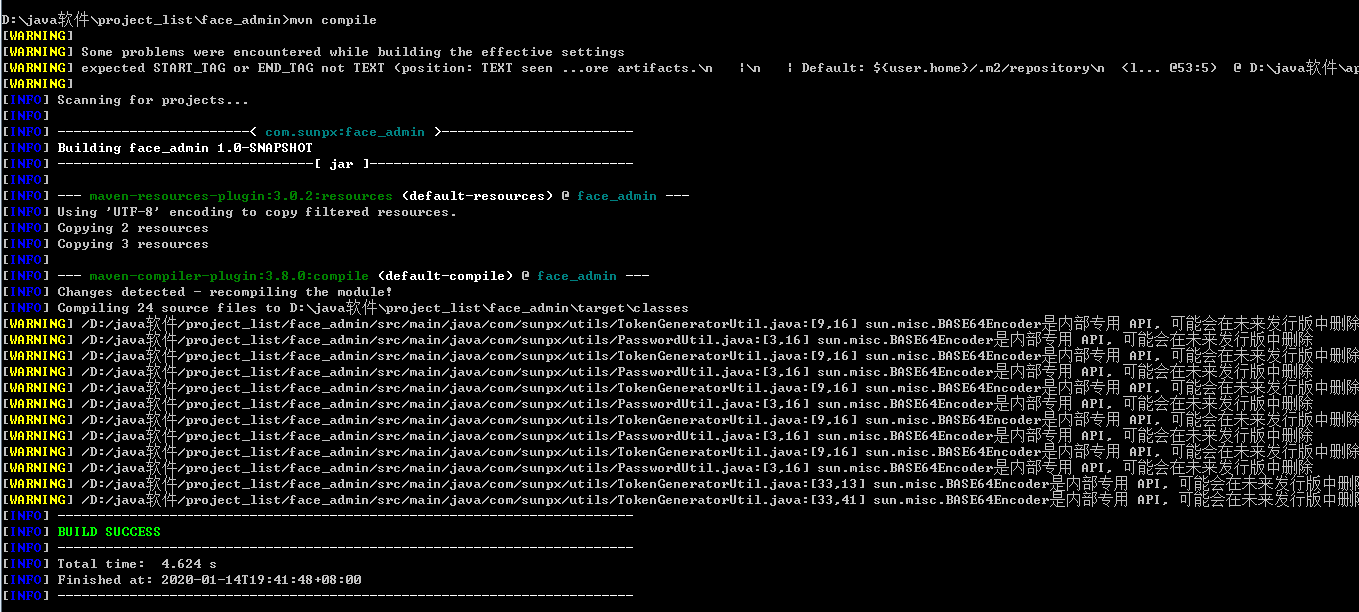 D:\java软件\project_list\face_admin>mvn compile
[WARNING]
[WARNING] Some problems were encountered while building the effective settings
[WARNING] expected START_TAG or END_TAG not TEXT (position: TEXT seen ...ore artifacts.\n   |\n   | Default: ${user.home}/.m2/repository\n  <l... @53:5)  @ D:\java软件\ap
[WARNING]
[INFO] Scanning for projects...
[INFO]
[INFO] ------------------------< com.sunpx:face_admin >------------------------
[INFO] Building face_admin 1.0-SNAPSHOT
[INFO] --------------------------------[ jar ]---------------------------------
[INFO]
[INFO] --- maven-resources-plugin:3.0.2:resources (default-resources) @ face_admin ---
[INFO] Using 'UTF-8' encoding to copy filtered resources.
[INFO] Copying 2 resources
[INFO] Copying 3 resources
[INFO]
[INFO] --- maven-compiler-plugin:3.8.0:compile (default-compile) @ face_admin ---
[INFO] Changes detected - recompiling the module!
[INFO] Compiling 24 source files to D:\java软件\project_list\face_admin\target\classes
[WARNING] /D:/java软件/project_list/face_admin/src/main/java/com/sunpx/utils/TokenGeneratorUtil.java:[9,16] sun.misc.BASE64Encoder是内部专用 API, 可能会在未来发行版中删除
[WARNING] /D:/java软件/project_list/face_admin/src/main/java/com/sunpx/utils/PasswordUtil.java:[3,16] sun.misc.BASE64Encoder是内部专用 API, 可能会在未来发行版中删除
[WARNING] /D:/java软件/project_list/face_admin/src/main/java/com/sunpx/utils/TokenGeneratorUtil.java:[9,16] sun.misc.BASE64Encoder是内部专用 API, 可能会在未来发行版中删除
[WARNING] /D:/java软件/project_list/face_admin/src/main/java/com/sunpx/utils/PasswordUtil.java:[3,16] sun.misc.BASE64Encoder是内部专用 API, 可能会在未来发行版中删除
[WARNING] /D:/java软件/project_list/face_admin/src/main/java/com/sunpx/utils/TokenGeneratorUtil.java:[9,16] sun.misc.BASE64Encoder是内部专用 API, 可能会在未来发行版中删除
[WARNING] /D:/java软件/project_list/face_admin/src/main/java/com/sunpx/utils/PasswordUtil.java:[3,16] sun.misc.BASE64Encoder是内部专用 API, 可能会在未来发行版中删除
[WARNING] /D:/java软件/project_list/face_admin/src/main/java/com/sunpx/utils/TokenGeneratorUtil.java:[9,16] sun.misc.BASE64Encoder是内部专用 API, 可能会在未来发行版中删除
[WARNING] /D:/java软件/project_list/face_admin/src/main/java/com/sunpx/utils/PasswordUtil.java:[3,16] sun.misc.BASE64Encoder是内部专用 API, 可能会在未来发行版中删除
[WARNING] /D:/java软件/project_list/face_admin/src/main/java/com/sunpx/utils/TokenGeneratorUtil.java:[9,16] sun.misc.BASE64Encoder是内部专用 API, 可能会在未来发行版中删除
[WARNING] /D:/java软件/project_list/face_admin/src/main/java/com/sunpx/utils/PasswordUtil.java:[3,16] sun.misc.BASE64Encoder是内部专用 API, 可能会在未来发行版中删除
[WARNING] /D:/java软件/project_list/face_admin/src/main/java/com/sunpx/utils/TokenGeneratorUtil.java:[33,13] sun.misc.BASE64Encoder是内部专用 API, 可能会在未来发行版中删
[WARNING] /D:/java软件/project_list/face_admin/src/main/java/com/sunpx/utils/TokenGeneratorUtil.java:[33,41] sun.misc.BASE64Encoder是内部专用 API, 可能会在未来发行版中删
[INFO] ------------------------------------------------------------------------
[INFO] BUILD SUCCESS
[INFO] ------------------------------------------------------------------------
[INFO] Total time:  4.624 s
[INFO] Finished at: 2020-01-14T19:41:48+08:00
[INFO] ------------------------------------------------------------------------